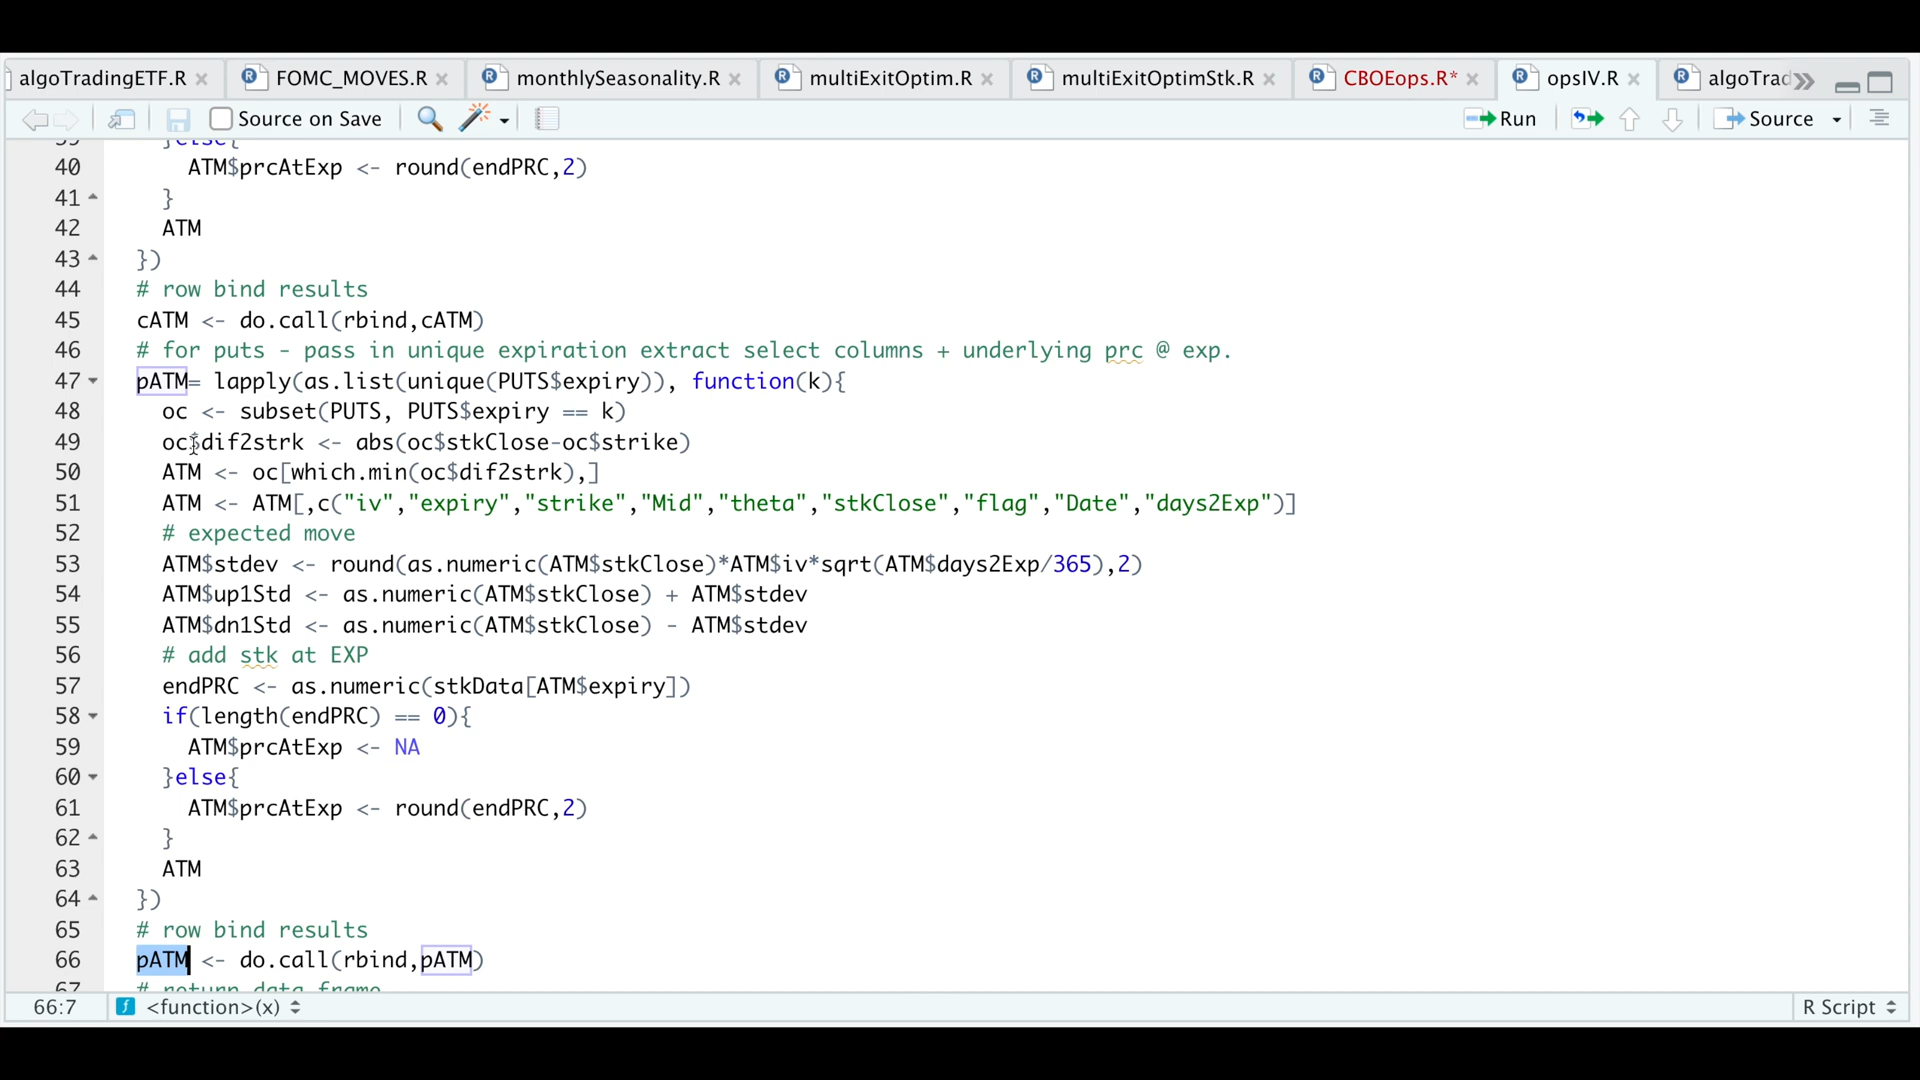 algoTradingETF.R FOMC_MOVES.R monthlySeasonality.R multiExitOptim.R multiExitOptimStk.R CBOEops.R* opsIV.R algoTrad
Source on Save Run Source
39 }else{
40 ATM$prcAtExp <- round(endPRC,2)
41 }
42 ATM
43 })
44 # row bind results
45 cATM <- do.call(rbind,cATM)
46 # for puts - pass in unique expiration extract select columns + underlying prc @ exp.
47 pATM= lapply(as.list(unique(PUTS$expiry)), function(k){
48 oc <- subset(PUTS, PUTS$expiry == k)
49 oc$dif2strk <- abs(oc$stkClose-oc$strike)
50 ATM <- oc[which.min(oc$dif2strk),]
51 ATM <- ATM[,c("iv","expiry","strike","Mid","theta","stkClose","flag","Date","days2Exp")]
52 # expected move
53 ATM$stdev <- round(as.numeric(ATM$stkClose)*ATM$iv*sqrt(ATM$days2Exp/365),2)
54 ATM$up1Std <- as.numeric(ATM$stkClose) + ATM$stdev
55 ATM$dn1Std <- as.numeric(ATM$stkClose) - ATM$stdev
56 # add stk at EXP
57 endPRC <- as.numeric(stkData[ATM$expiry])
58 if(length(endPRC) == 0){
59 ATM$prcAtExp <- NA
60 }else{
61 ATM$prcAtExp <- round(endPRC,2)
62 }
63 ATM
64 })
65 # row bind results
66 pATM <- do.call(rbind,pATM)
67 # return data frame
66:7 <function>(x) R Script